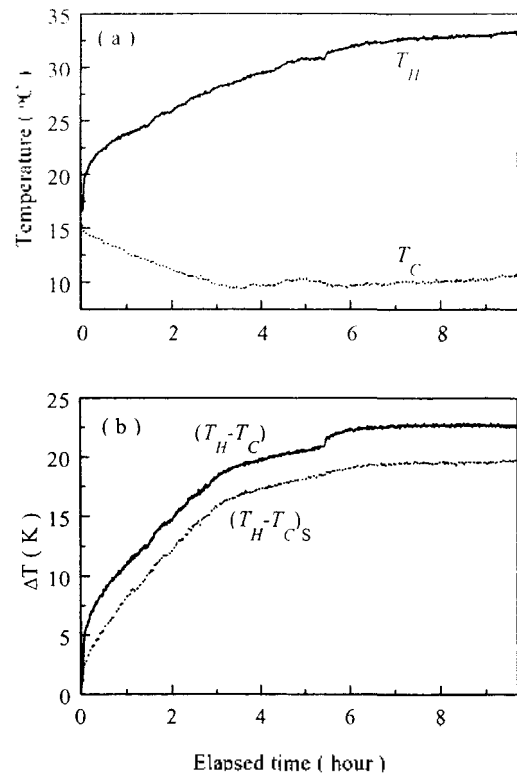 ( a )
35
30
25
20
15
10
Temperature ( °C )
T_H
T_C
0 2 4 6 8
( b )
25
20
15
10
5
0
ΔT ( K )
(T_H-T_C)
(T_H-T_C)_S
0 2 4 6 8
Elapsed time ( hour )